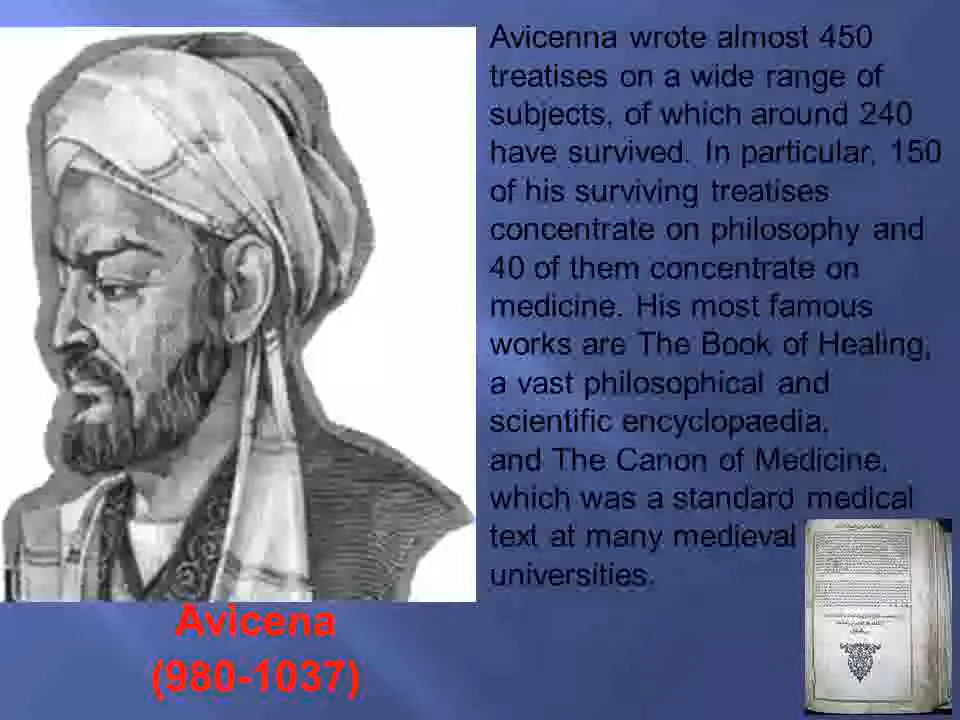 Avicenna wrote almost 450
treatises on a wide range of
subjects, of which around 240
have survived. In particular, 150
of his surviving treatises
concentrate on philosophy and
40 of them concentrate on
medicine. His most famous
works are The Book of Healing,
a vast philosophical and
scientific encyclopaedia,
and The Canon of Medicine,
which was a standard medical
text at many medieval
universities.
Avicena
(980-1037)